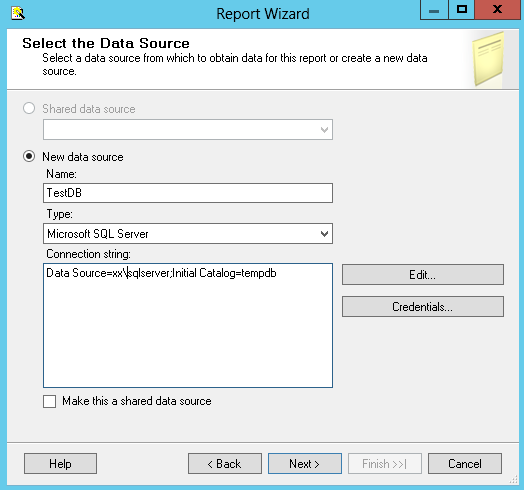 Report Wizard
Select the Data Source
Select a data source from which to obtain data for this report or create a new data
source.
Shared data source
New data source
Name:
TestDB
Type:
Microsoft SQL Server
Connection string:
Data Source=xx\sqlserver;Initial Catalog=tempdb
Edit...
Credentials...
Make this a shared data source
Help
< Back
Next >
Finish >>|
Cancel